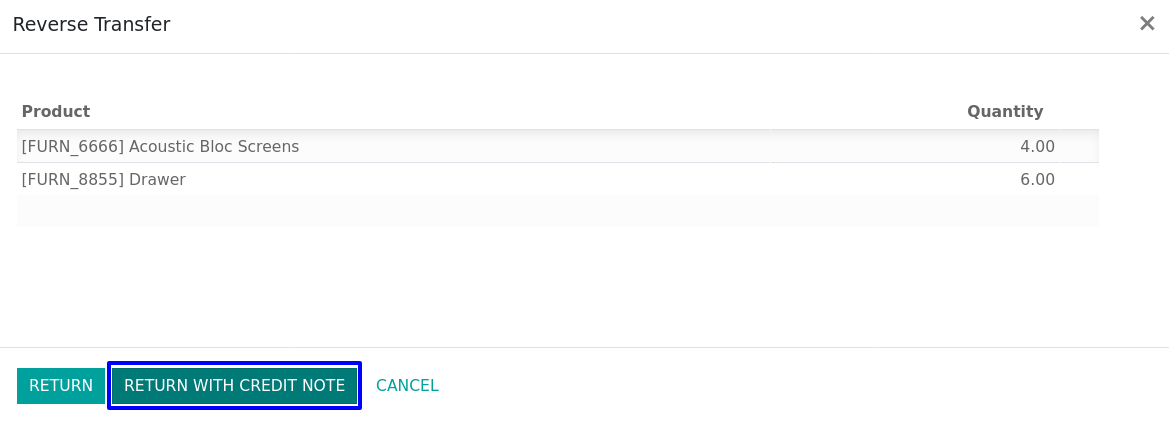 Reverse Transfer ×
Product Quantity
[FURN_6666] Acoustic Bloc Screens 4.00
[FURN_8855] Drawer 6.00
RETURN RETURN WITH CREDIT NOTE CANCEL